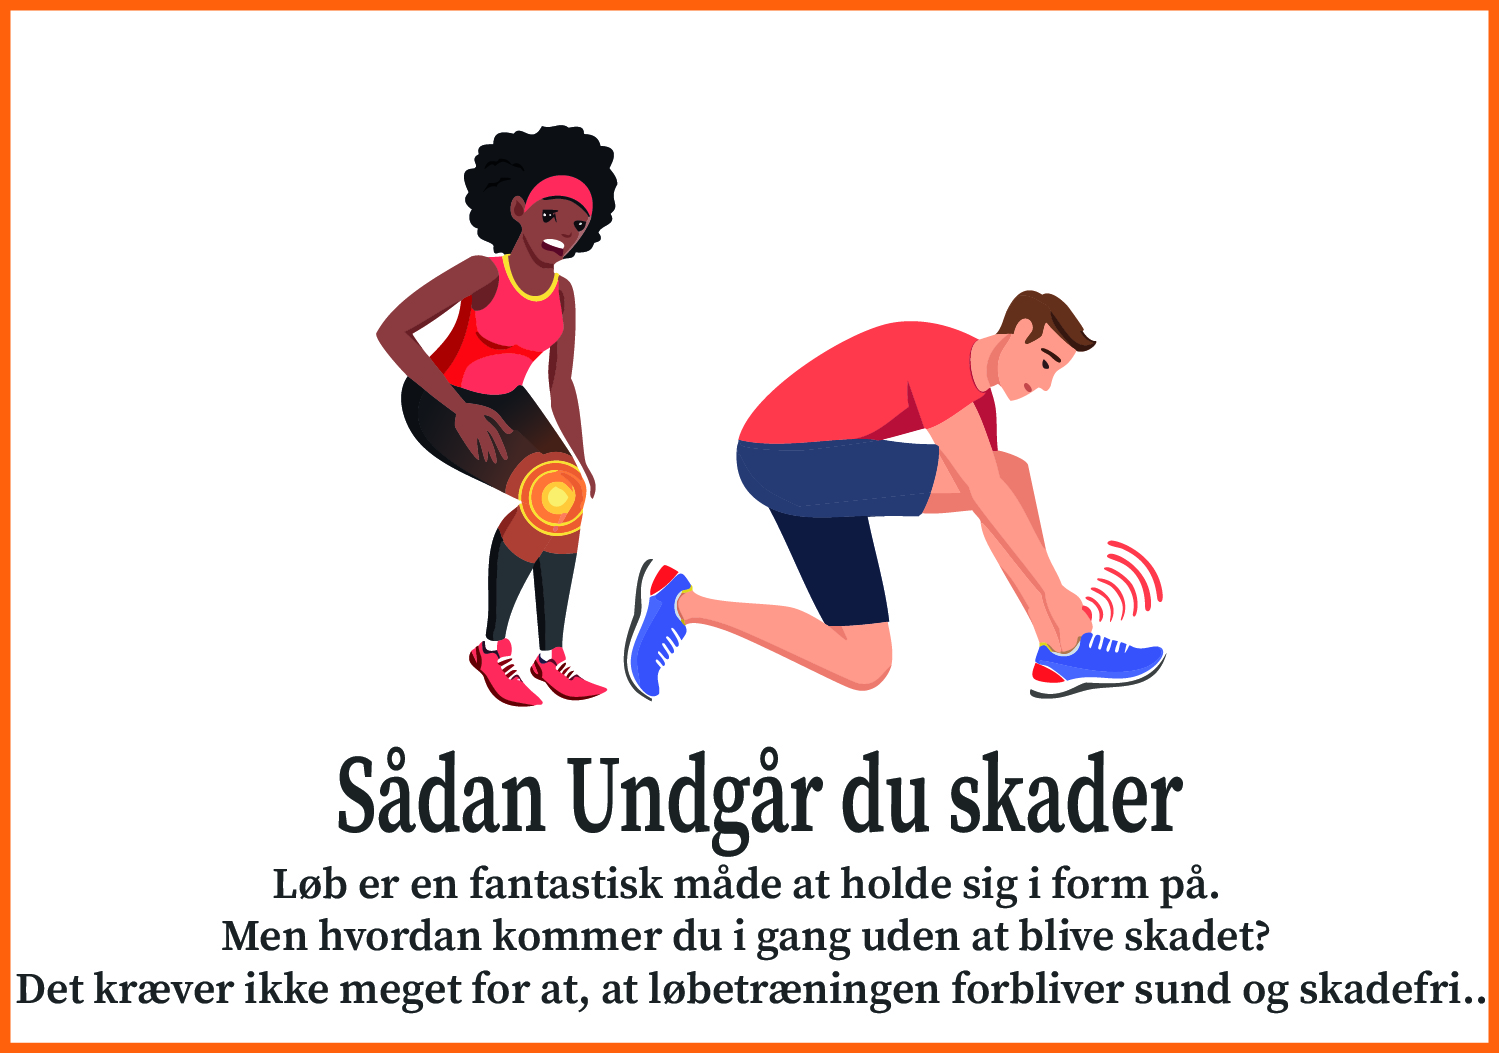 Sådan Undgår du skader
Løb er en fantastisk måde at holde sig i form på.
Men hvordan kommer du i gang uden at blive skadet?
Det kræver ikke meget for at, at løbetræningen forbliver sund og skadefri..